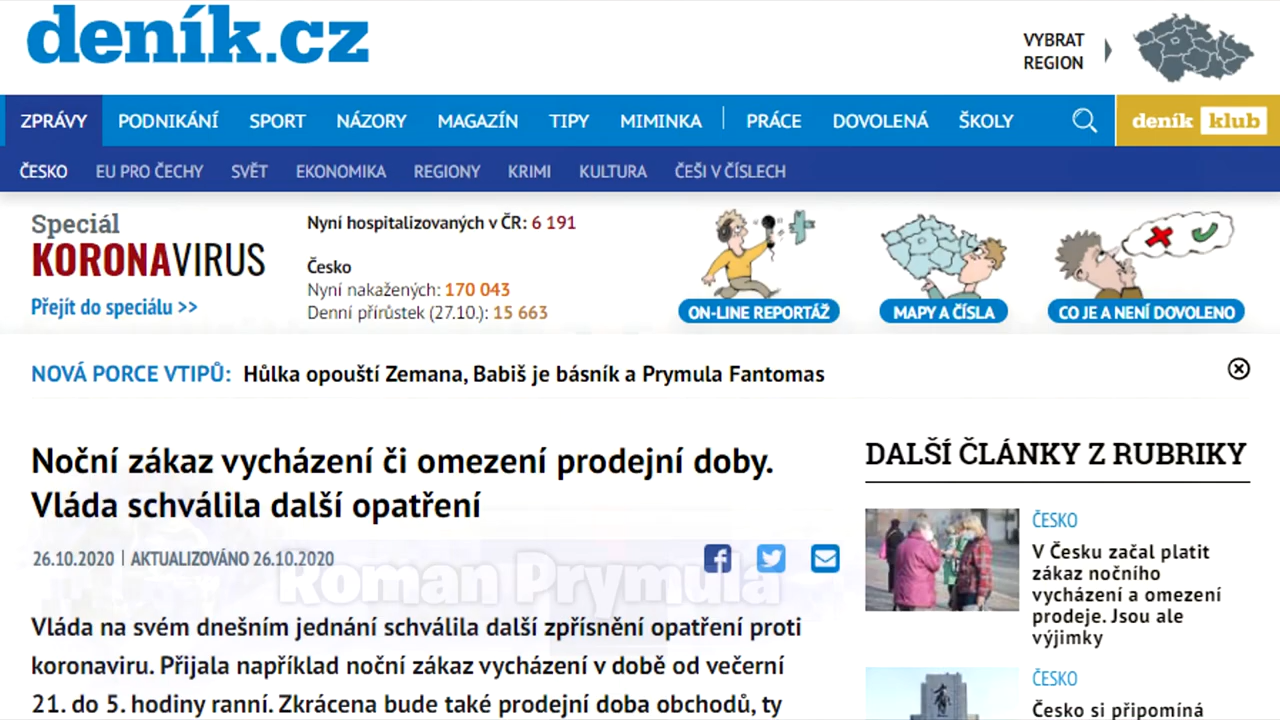 deník.cz
VYBRAT
REGION
ZPRÁVY PODNIKÁNÍ SPORT NÁZORY MAGAZÍN TIPY MIMINKA PRÁCE DOVOLENÁ ŠKOLY deník klub
ČESKO EU PRO ČECHY SVĚT EKONOMIKA REGIONY KRIMI KULTURA ČEŠI V ČÍSLECH
Speciál
KORONAVIRUS
Přejít do speciálu >>
Nyní hospitalizovaných v ČR: 6 191
Česko
Nyní nakažených: 170 043
Denní přírůstek (27.10.): 15 663
ON-LINE REPORTÁŽ
MAPY A ČÍSLA
CO JE A NENÍ DOVOLENO
NOVÁ PORCE VTIPŮ: Hůlka opouští Zemana, Babiš je básník a Prymula Fantomas
Noční zákaz vycházení či omezení prodejní doby.
Vláda schválila další opatření
26.10.2020 | AKTUALIZOVÁNO 26.10.2020
Roman Prymula
Vláda na svém dnešním jednání schválila další zpřísnění opatření proti
koronaviru. Přijala například noční zákaz vycházení v době od večerní
21. do 5. hodiny ranní. Zkrácena bude také prodejní doba obchodů, ty
DALŠÍ ČLÁNKY Z RUBRIKY
ČESKO
V Česku začal platit
zákaz nočního
vycházení a omezení
prodeje. Jsou ale
výjimky
ČESKO
Česko si připomíná